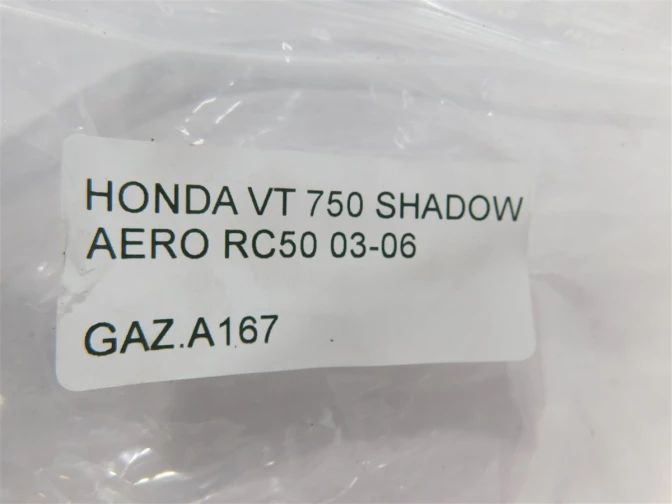 HONDA VT 750 SHADOW
AERO RC50 03-06
GAZ.A167